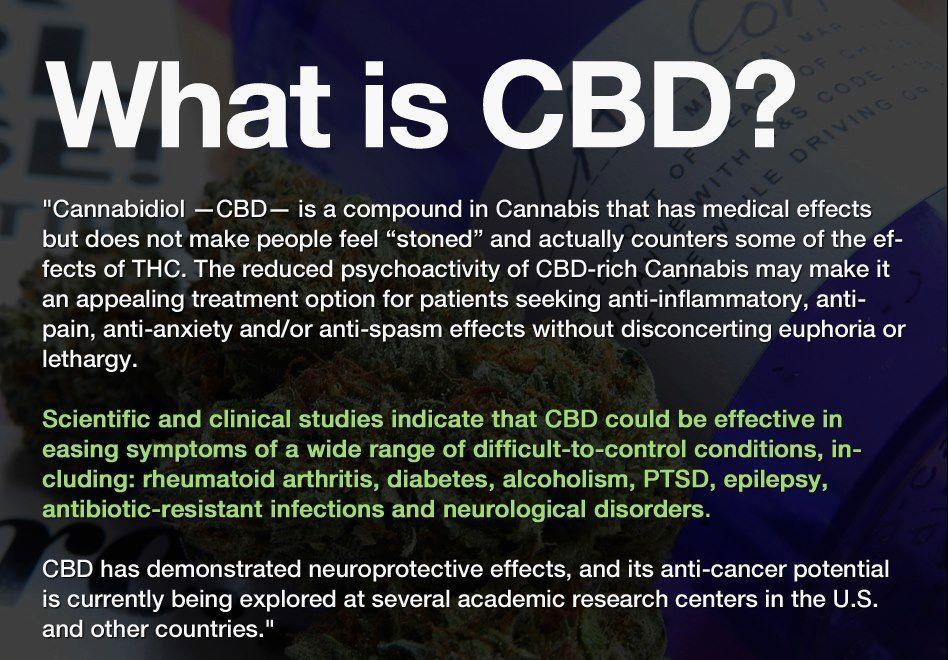 What is CBD?
"Cannabidiol —CBD— is a compound in Cannabis that has medical effects
but does not make people feel “stoned” and actually counters some of the ef-
fects of THC. The reduced psychoactivity of CBD-rich Cannabis may make it
an appealing treatment option for patients seeking anti-inflammatory, anti-
pain, anti-anxiety and/or anti-spasm effects without disconcerting euphoria or
lethargy.
Scientific and clinical studies indicate that CBD could be effective in
easing symptoms of a wide range of difficult-to-control conditions, in-
cluding: rheumatoid arthritis, diabetes, alcoholism, PTSD, epilepsy,
antibiotic-resistant infections and neurological disorders.
CBD has demonstrated neuroprotective effects, and its anti-cancer potential
is currently being explored at several academic research centers in the U.S.
and other countries."